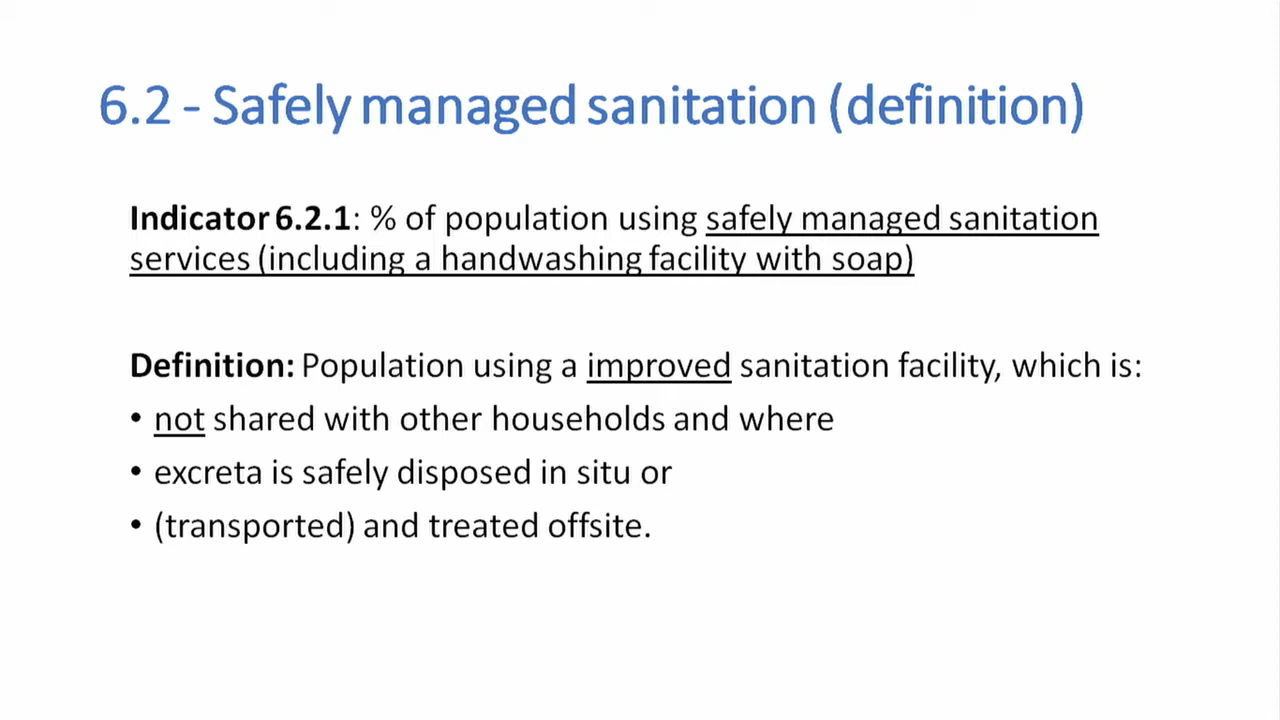 6.2 - Safely managed sanitation (definition)
Indicator 6.2.1: % of population using safely managed sanitation
services (including a handwashing facility with soap)
Definition: Population using a improved sanitation facility, which is:
• not shared with other households and where
• excreta is safely disposed in situ or
• (transported) and treated offsite.